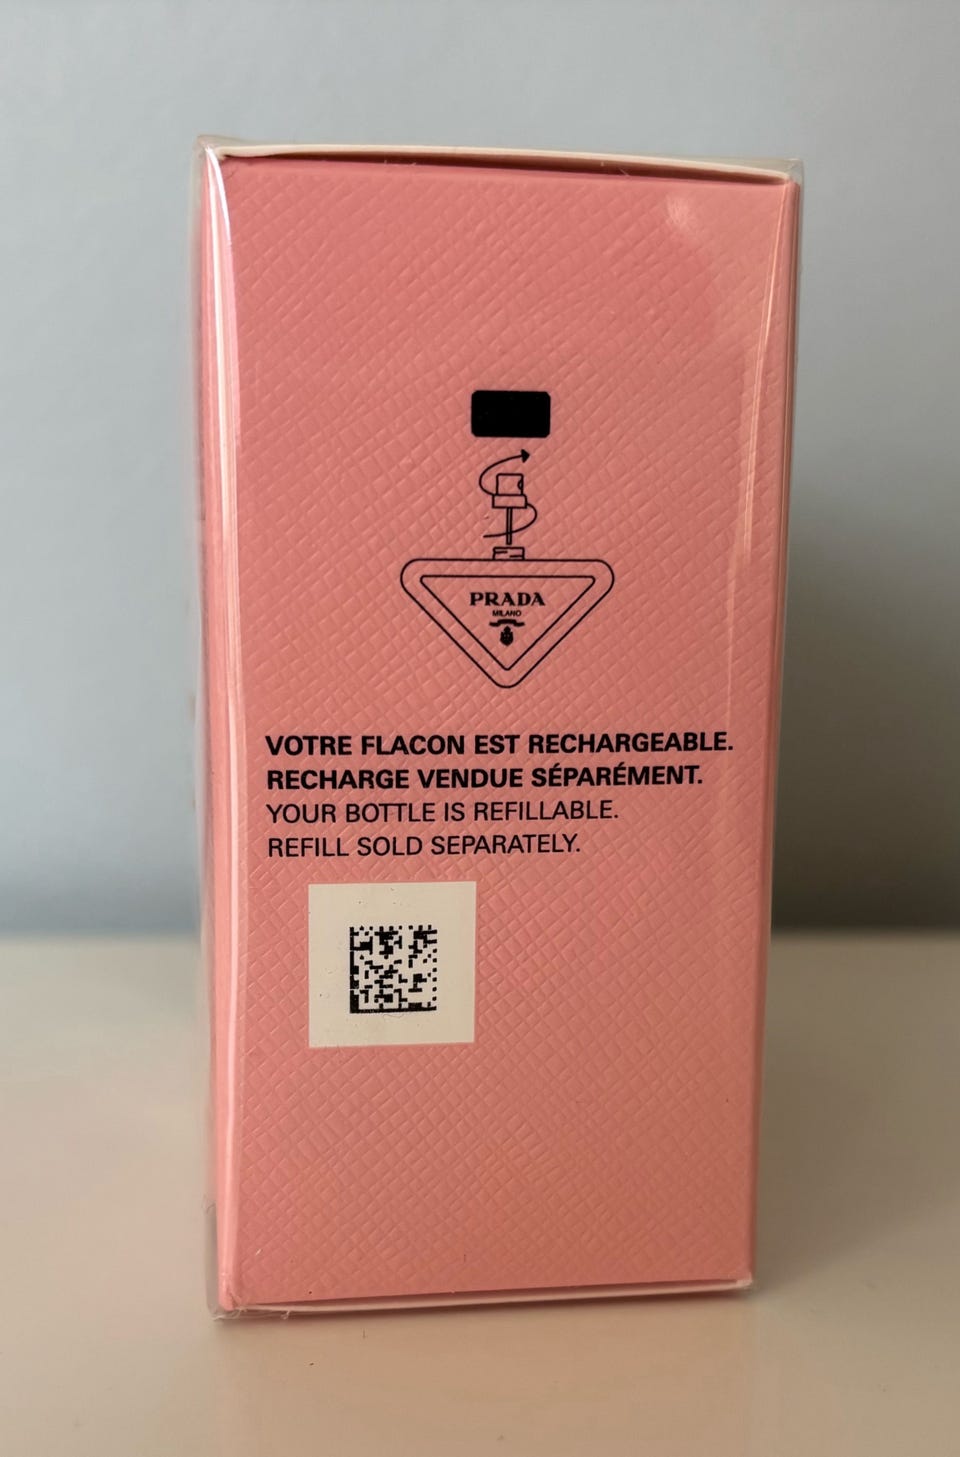 PRADA
MILANO
VOTRE FLACON EST RECHARGEABLE.
RECHARGE VENDUE SÉPARÉMENT.
YOUR BOTTLE IS REFILLABLE.
REFILL SOLD SEPARATELY.